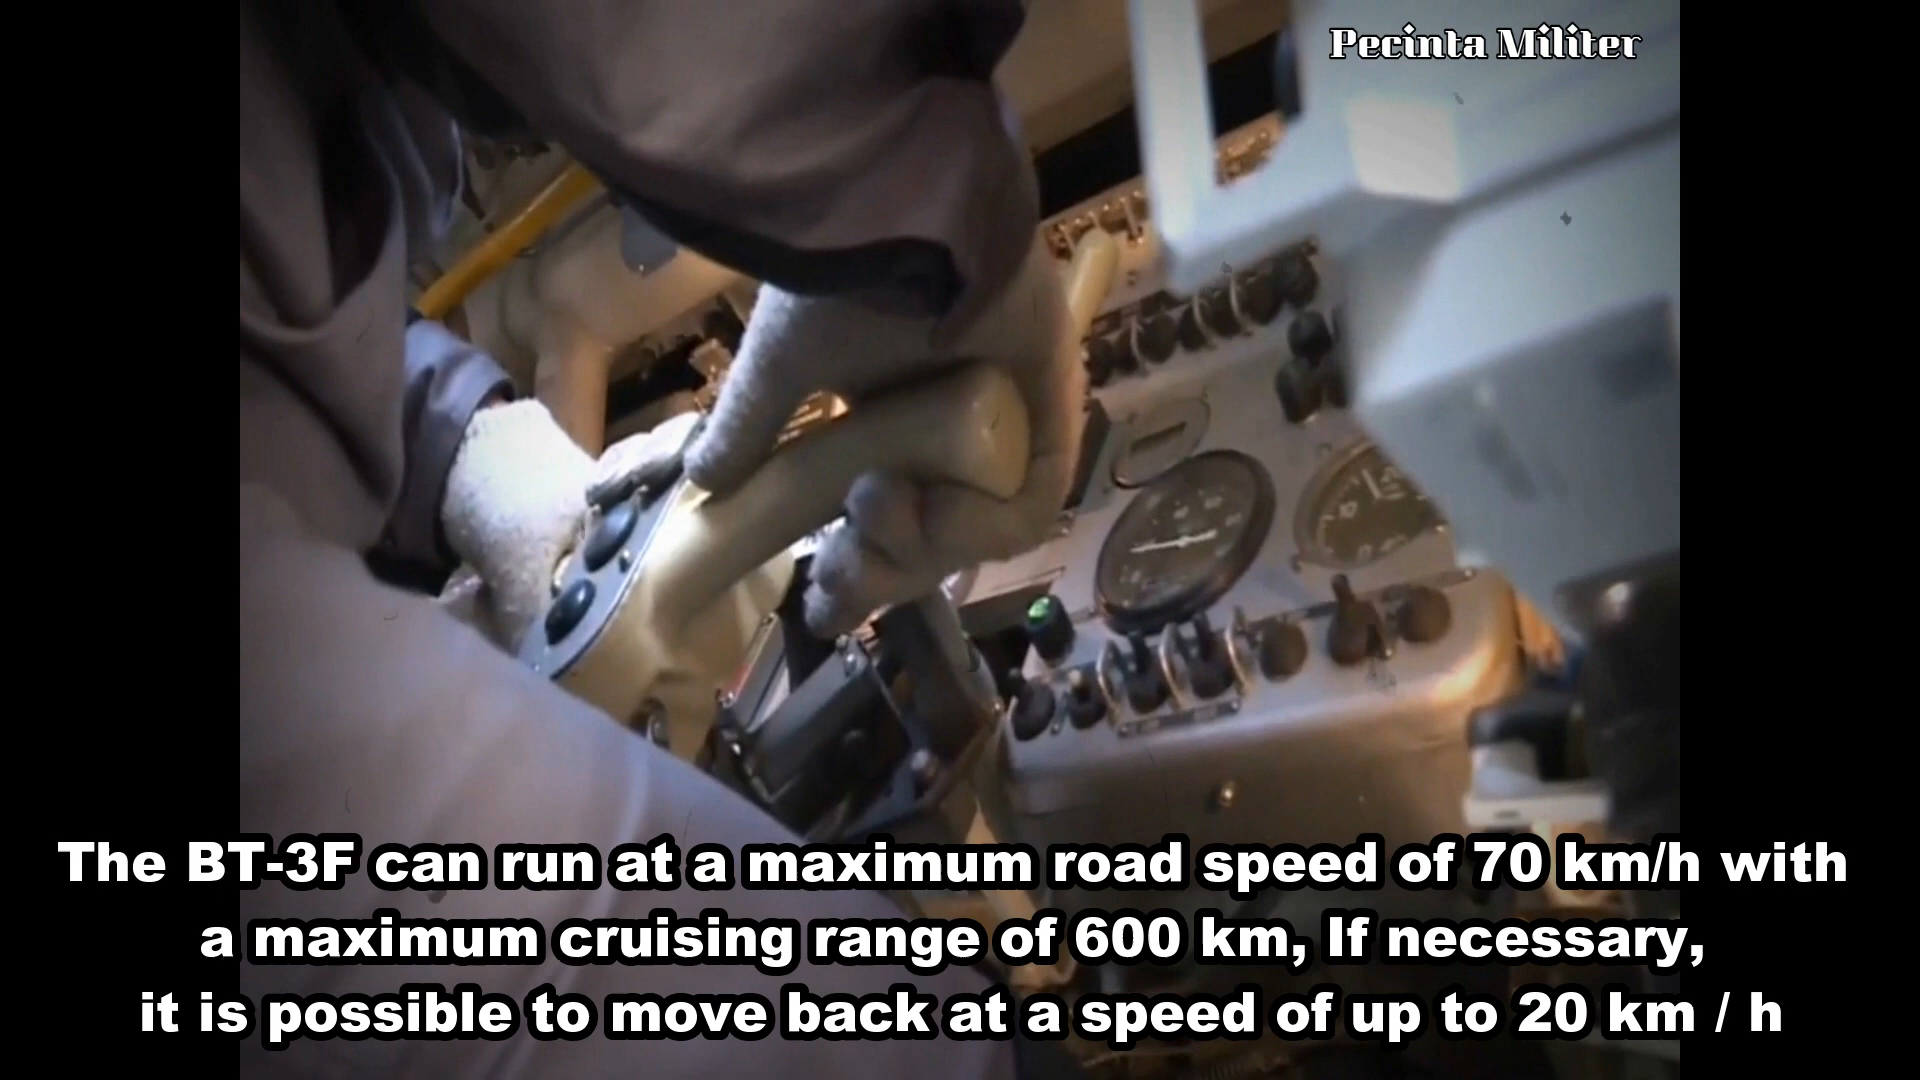 Pecinta Militer
The BT-3F can run at a maximum road speed of 70 km/h with
a maximum cruising range of 600 km, If necessary,
it is possible to move back at a speed of up to 20 km / h